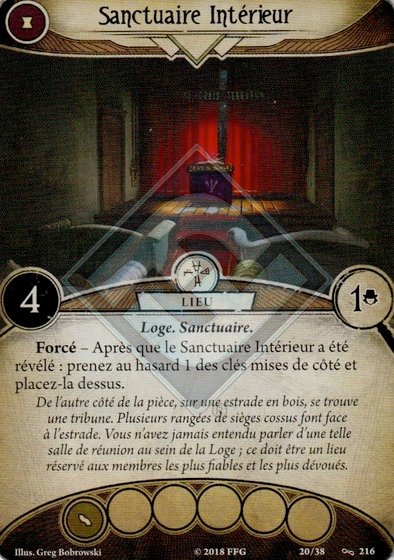 Sanctuaire Intérieur
4
LIEU
1
Loge. Sanctuaire.
Forcé – Après que le Sanctuaire Intérieur a été
révélé : prenez au hasard 1 des clés mises de côté et
placez-la dessus.
De l'autre côté de la pièce, sur une estrade en bois, se trouve
une tribune. Plusieurs rangées de sièges cossus font face
à l'estrade. Vous n'avez jamais entendu parler d'une telle
salle de réunion au sein de la Loge ; ce doit être un lieu
réservé aux membres les plus fiables et les plus dévoués.
Illus. Greg Bobrowski © 2018 FFG 20/38 216